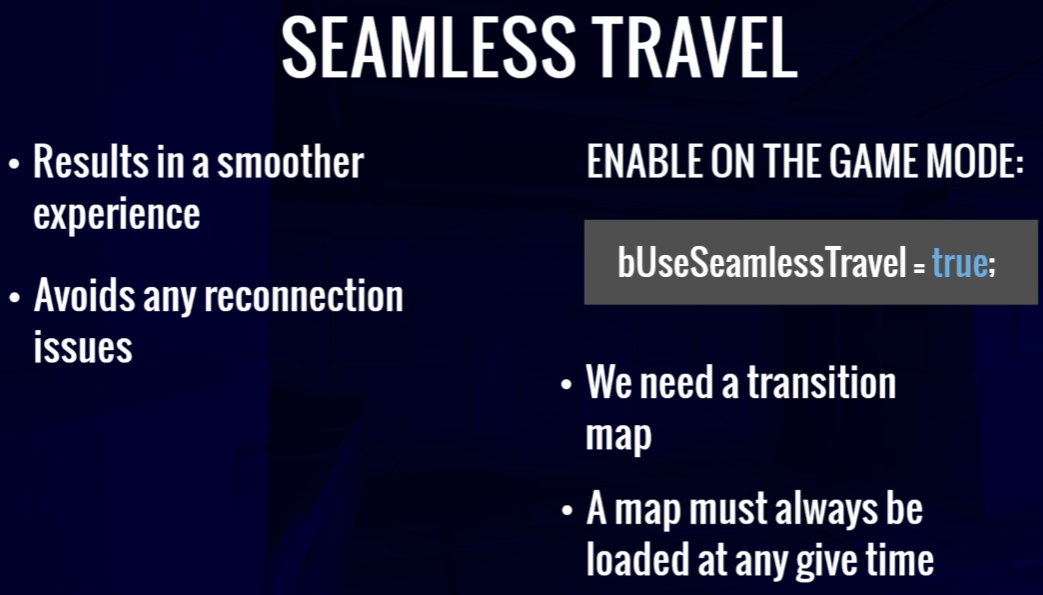 SEAMLESS TRAVEL
• Results in a smoother
experience
• Avoids any reconnection
issues
ENABLE ON THE GAME MODE:
bUseSeamlessTravel = true;
• We need a transition
map
• A map must always be
loaded at any give time